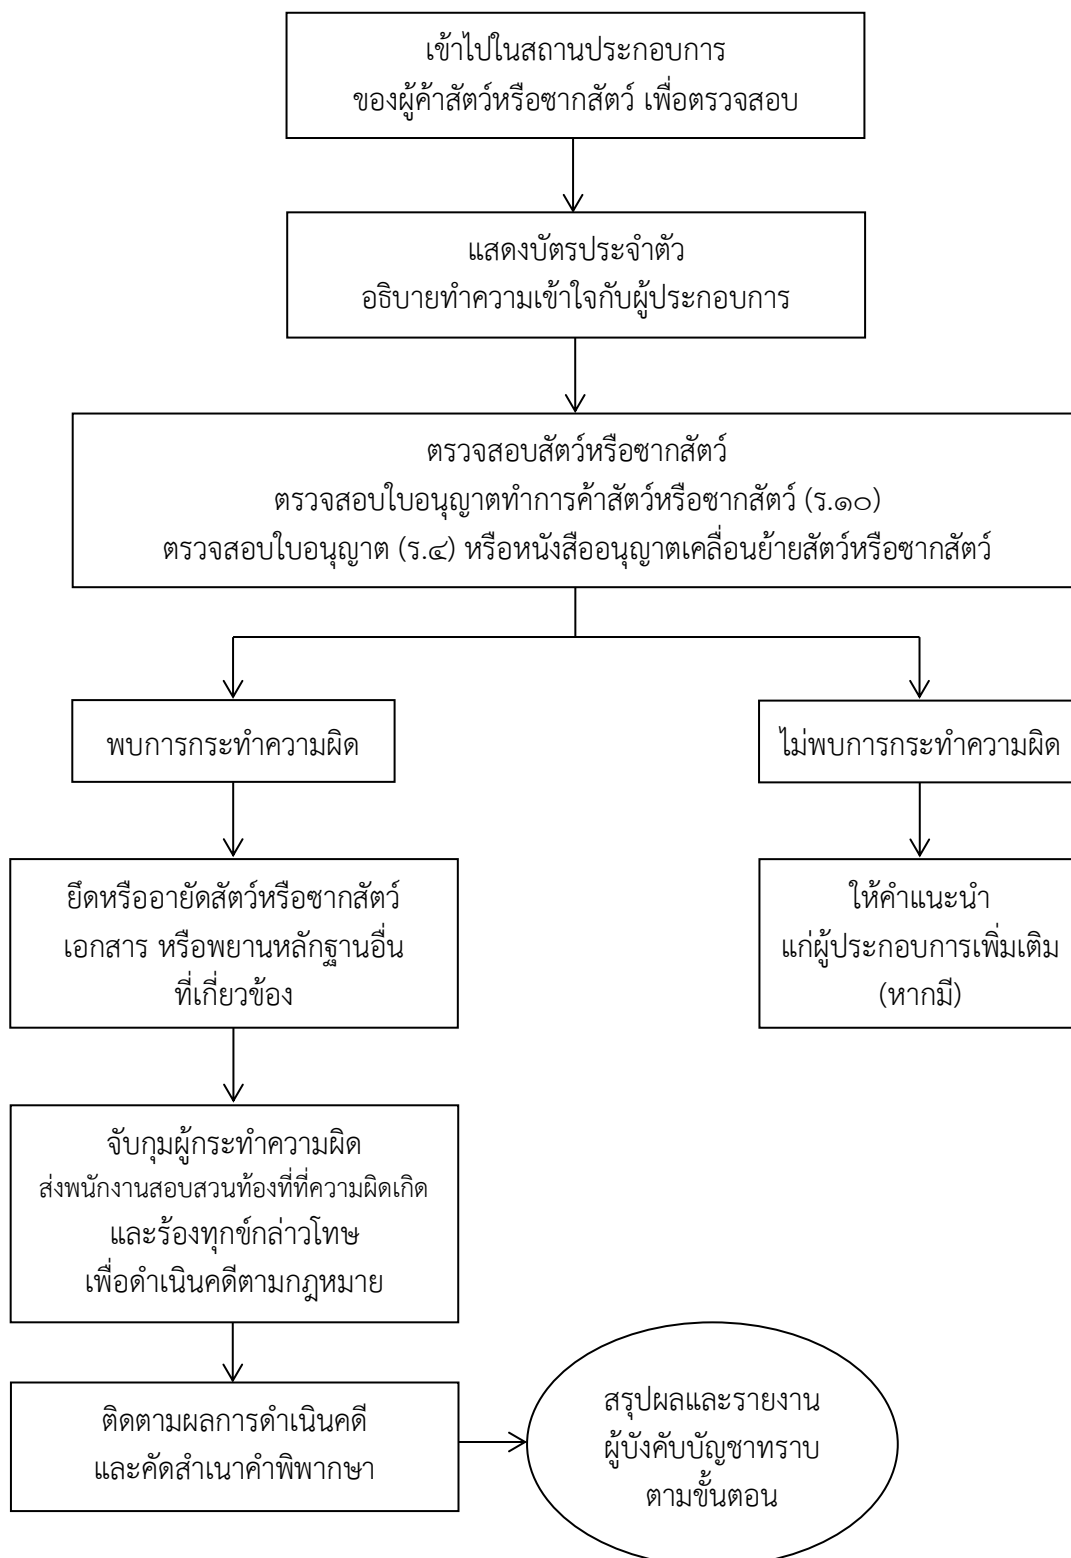 เข้าไปในสถานประกอบการ
ของผู้ค้าสัตว์หรือซากสัตว์ เพื่อตรวจสอบ
แสดงบัตรประจำตัว
อธิบายทำความเข้าใจกับผู้ประกอบการ
ตรวจสอบสัตว์หรือซากสัตว์
ตรวจสอบใบอนุญาตทำการค้าสัตว์หรือซากสัตว์ (ร.๑๐)
ตรวจสอบใบอนุญาต (ร.๔) หรือหนังสืออนุญาตเคลื่อนย้ายสัตว์หรือซากสัตว์
พบการกระทำความผิด
ไม่พบการกระทำความผิด
ยึดหรืออายัดสัตว์หรือซากสัตว์
เอกสาร หรือพยานหลักฐานอื่น
ที่เกี่ยวข้อง
ให้คำแนะนำ
แก่ผู้ประกอบการเพิ่มเติม
(หากมี)
จับกุมผู้กระทำความผิด
ส่งพนักงานสอบสวนท้องที่ที่ความผิดเกิด
และร้องทุกข์กล่าวโทษ
เพื่อดำเนินคดีตามกฎหมาย
ติดตามผลการดำเนินคดี
และคัดสำเนาคำพิพากษา
สรุปผลและรายงาน
ผู้บังคับบัญชาทราบ
ตามขั้นตอน